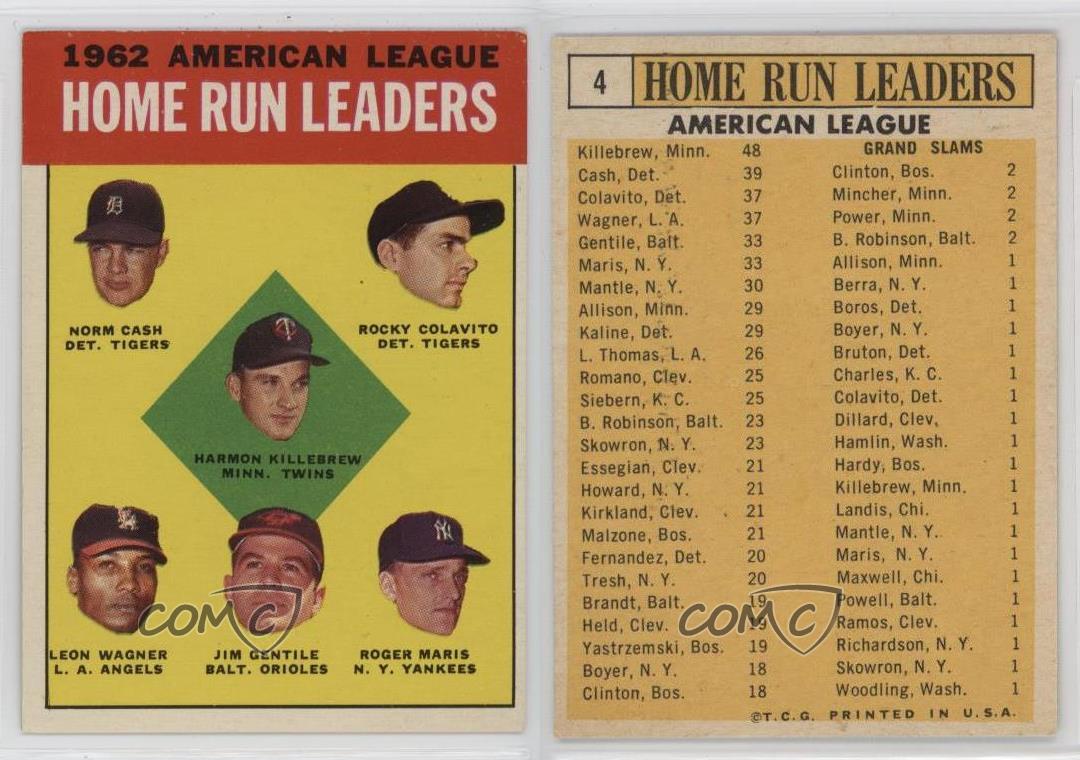 1962 AMERICAN LEAGUE
HOME RUN LEADERS
NORM CASH
DET. TIGERS
ROCKY COLAVITO
DET. TIGERS
HARMON KILLEBREW
MINN. TWINS
LEON WAGNER
L. A. ANGELS
JIM GENTILE
BALT. ORIOLES
ROGER MARIS
N. Y. YANKEES
COMC
4 HOME RUN LEADERS
AMERICAN LEAGUE
Killebrew, Minn. 48
Cash, Det. 39
Colavito, Det. 37
Wagner, L. A. 37
Gentile, Balt. 33
Maris, N. Y. 33
Mantle, N. Y. 30
Allison, Minn. 29
Kaline, Det. 29
L. Thomas, L. A. 26
Romano, Clev. 25
Siebern, K. C. 25
B. Robinson, Balt. 23
Skowron, N. Y. 23
Essegian, Clev. 21
Howard, N. Y. 21
Kirkland, Clev. 21
Malzone, Bos. 21
Fernandez, Det. 20
Tresh, N. Y. 20
Brandt, Balt. 19
Held, Clev. 19
Yastrzemski, Bos. 19
Boyer, N. Y. 18
Clinton, Bos. 18
GRAND SLAMS
Clinton, Bos. 2
Mincher, Minn. 2
Power, Minn. 2
B. Robinson, Balt. 2
Allison, Minn. 1
Berra, N. Y. 1
Boros, Det. 1
Boyer, N. Y. 1
Bruton, Det. 1
Charles, K. C. 1
Colavito, Det. 1
Dillard, Clev, 1
Hamlin, Wash. 1
Hardy, Bos. 1
Killebrew, Minn. 1
Landis, Chi. 1
Mantle, N. Y. 1
Maris, N. Y. 1
Maxwell, Chi. 1
Powell, Balt. 1
Ramos, Clev. 1
Richardson, N. Y. 1
Skowron, N. Y. 1
Woodling, Wash. 1
COMC
©T.C.G. PRINTED IN U.S.A.